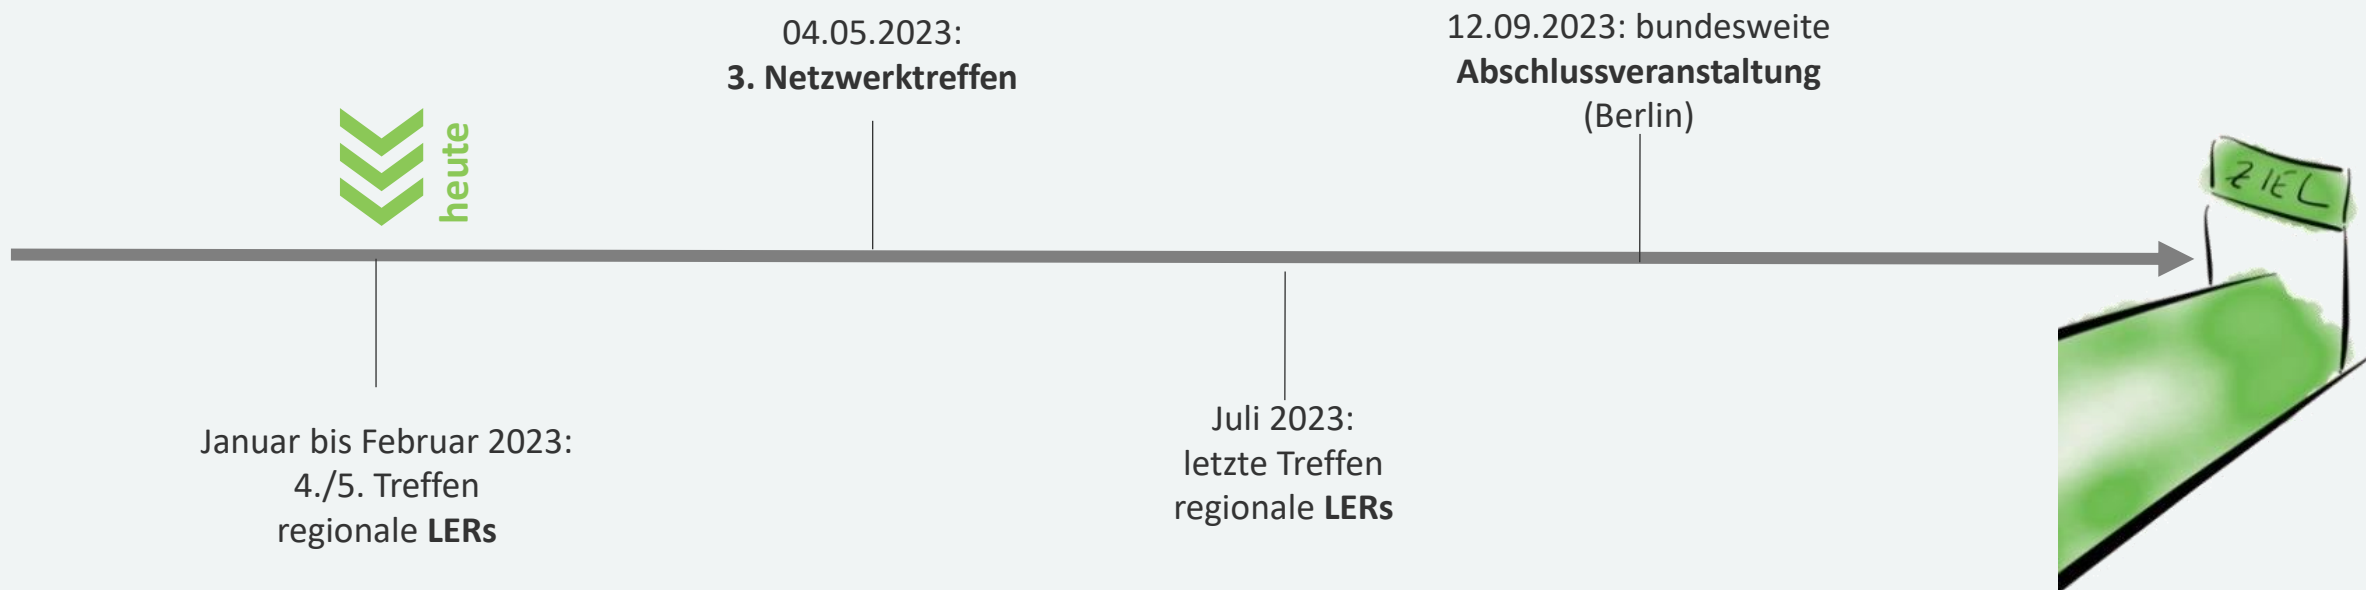 04.05.2023:
3. Netzwerktreffen
12.09.2023: bundesweite
Abschlussveranstaltung
(Berlin)
heute
ZIEL
Januar bis Februar 2023:
4./5. Treffen
regionale LERs
Juli 2023:
letzte Treffen
regionale LERs